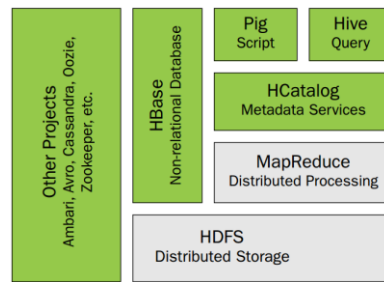 Other Projects
Ambari, Avro, Cassandra, Oozie,
Zookeeper, etc.
HBase
Non-relational Database
Pig
Script
Hive
Query
HCatalog
Metadata Services
MapReduce
Distributed Processing
HDFS
Distributed Storage